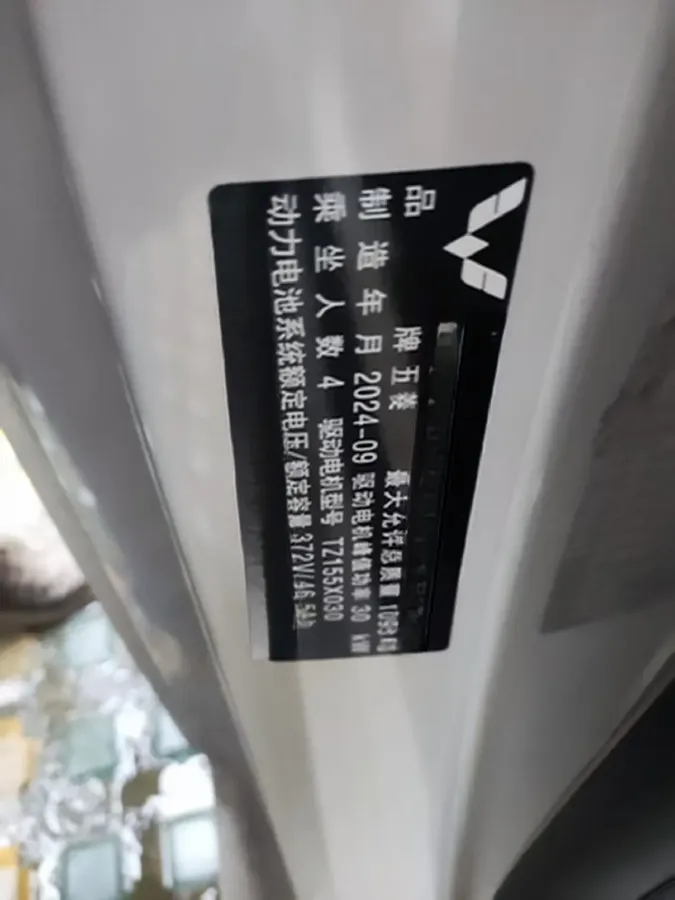 品 牌 五菱 最大允许总质量 1093 kg
制造年月 2024-09 驱动电机峰值功率 30 kW
乘坐人数 4 驱动电机型号 TZ155X030
动力电池系统额定电压/额定容量 372V/46.5Ah